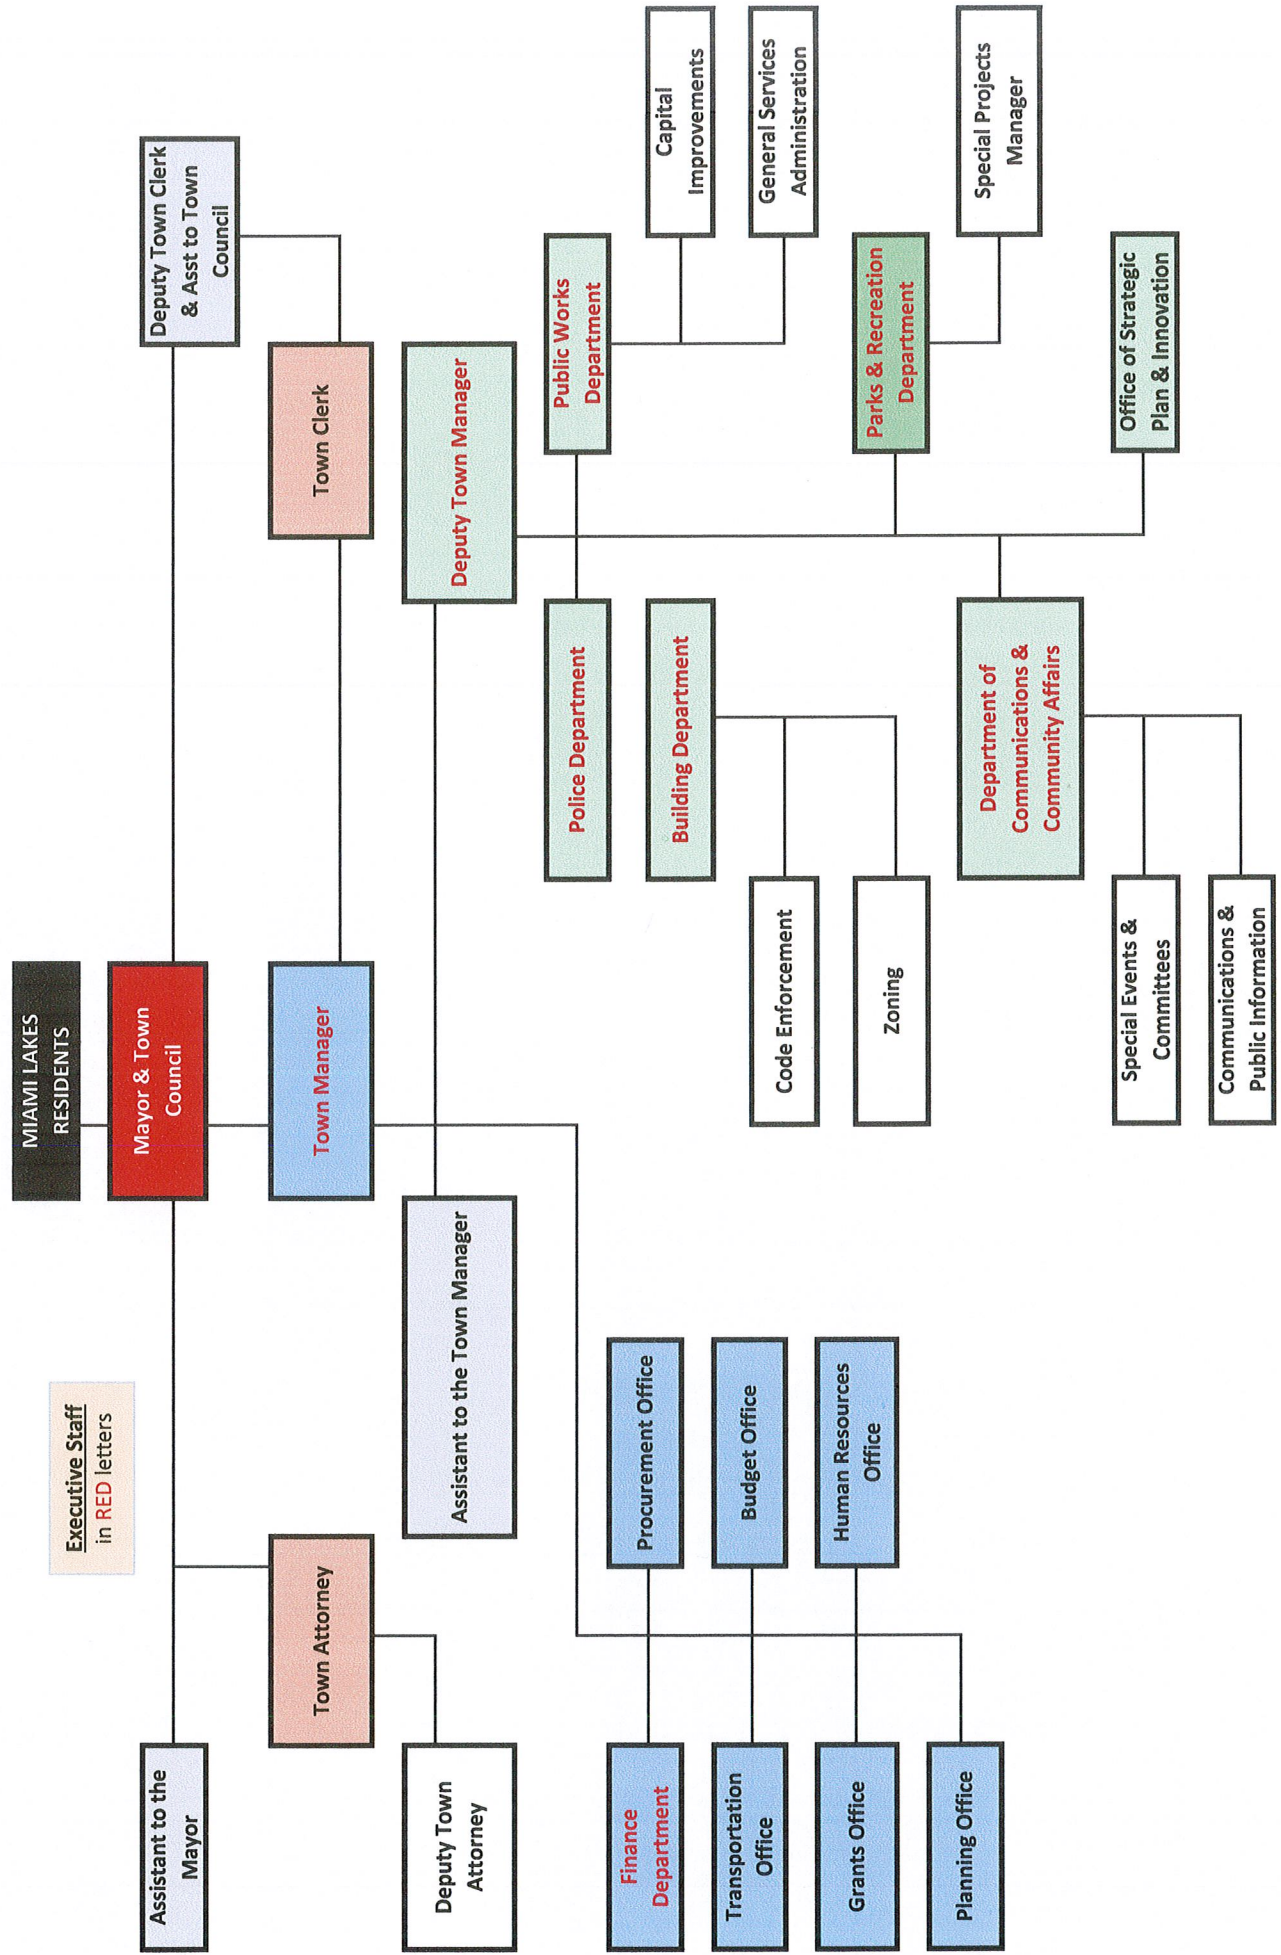 MIAMI LAKES
RESIDENTS
Executive Staff
in RED letters
Mayor & Town
Council
Assistant to the
Mayor
Deputy Town Clerk
& Asst to Town
Council
Town Attorney
Town Manager
Town Clerk
Deputy Town
Attorney
Assistant to the Town Manager
Deputy Town Manager
Finance
Department
Procurement Office
Transportation
Office
Budget Office
Grants Office
Human Resources
Office
Planning Office
Police Department
Public Works
Department
Building Department
Capital
Improvements
Code Enforcement
General Services
Administration
Zoning
Parks & Recreation
Department
Department of
Communications &
Community Affairs
Special Projects
Manager
Special Events &
Committees
Office of Strategic
Plan & Innovation
Communications &
Public Information